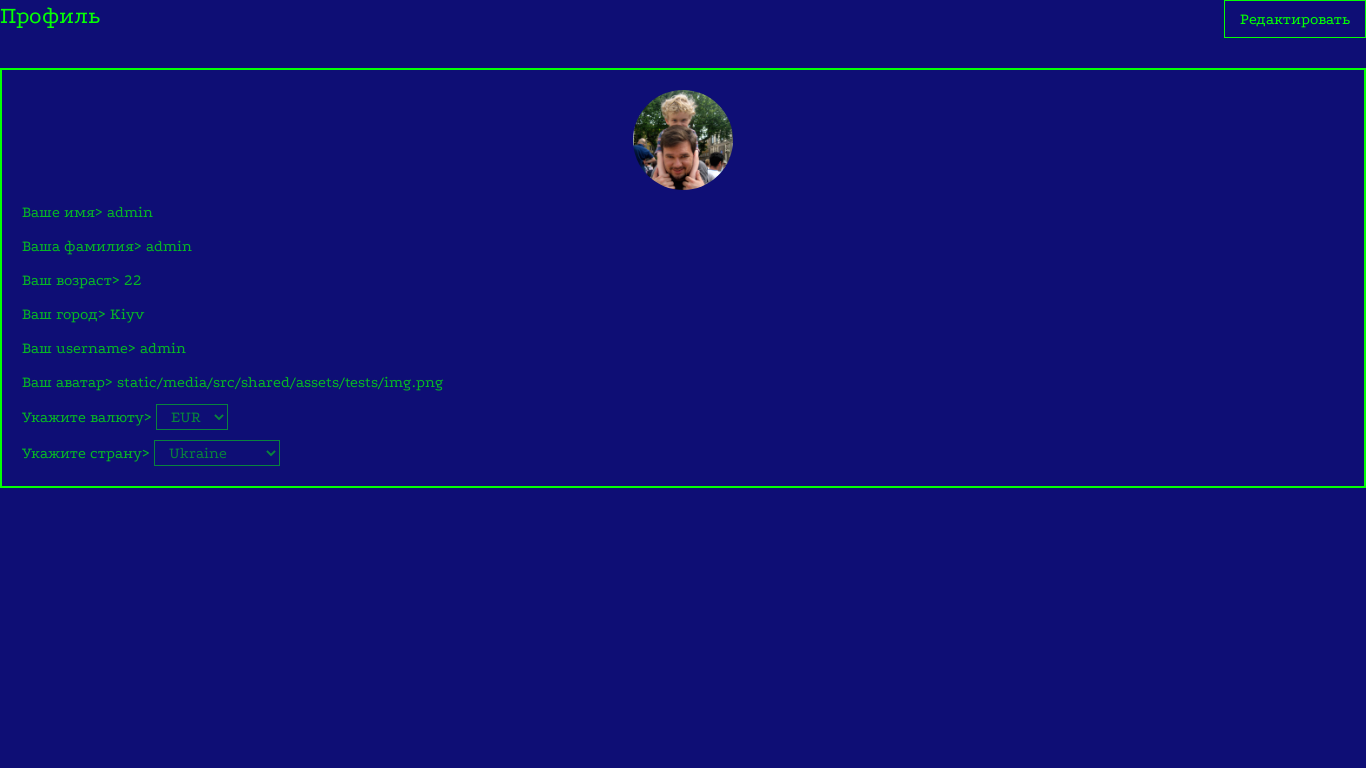 Профиль
Редактировать
Ваше имя> admin
Ваша фамилия> admin
Ваш возраст> 22
Ваш город> Kiyv
Ваш username> admin
Ваш аватар> static/media/src/shared/assets/tests/img.png
Укажите валюту> EUR
Укажите страну> Ukraine